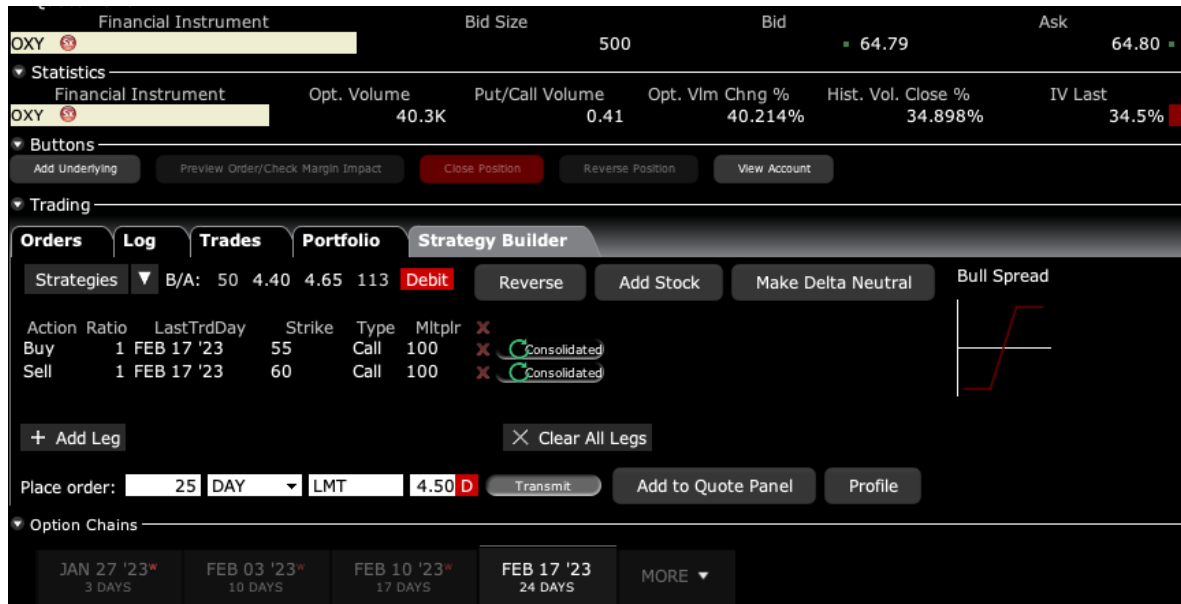 Financial Instrument Bid Size Bid Ask
OXY 500 64.79 64.80
Statistics
Financial Instrument Opt. Volume Put/Call Volume Opt. Vlm Chng % Hist. Vol. Close % IV Last
OXY 40.3K 0.41 40.214% 34.898% 34.5%
Buttons
Add Underlying Preview Order/Check Margin Impact Close Position Reverse Position View Account
Trading
Orders Log Trades Portfolio Strategy Builder
Strategies ▼ B/A: 50 4.40 4.65 113 Debit Reverse Add Stock Make Delta Neutral Bull Spread
Action Ratio LastTrdDay Strike Type Mltplr
Buy 1 FEB 17 '23 55 Call 100 Consolidated
Sell 1 FEB 17 '23 60 Call 100 Consolidated
+ Add Leg × Clear All Legs
Place order: 25 DAY LMT 4.50 D Transmit Add to Quote Panel Profile
Option Chains
JAN 27 '23W FEB 03 '23W FEB 10 '23W FEB 17 '23 MORE ▼
3 DAYS 10 DAYS 17 DAYS 24 DAYS